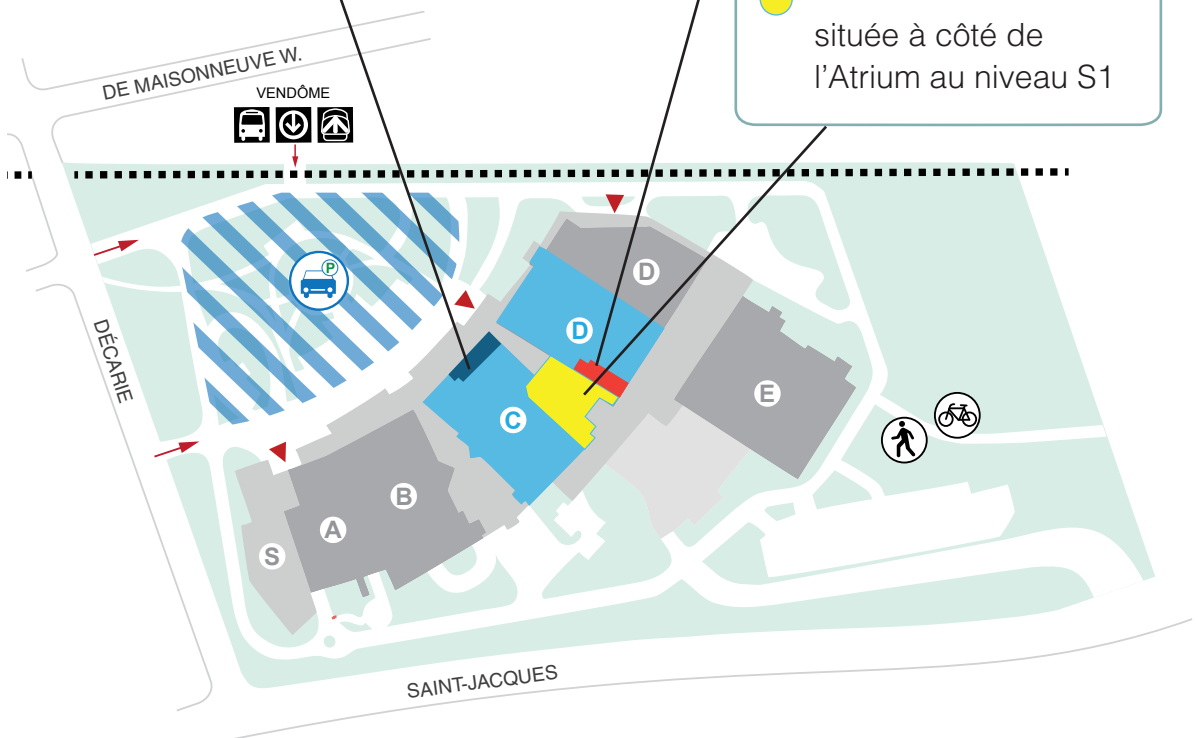 située à côté de
l'Atrium au niveau S1
DE MAISONNEUVE W.
VENDÔME
P
D
D
E
DÉCARIE
C
B
A
S
SAINT-JACQUES